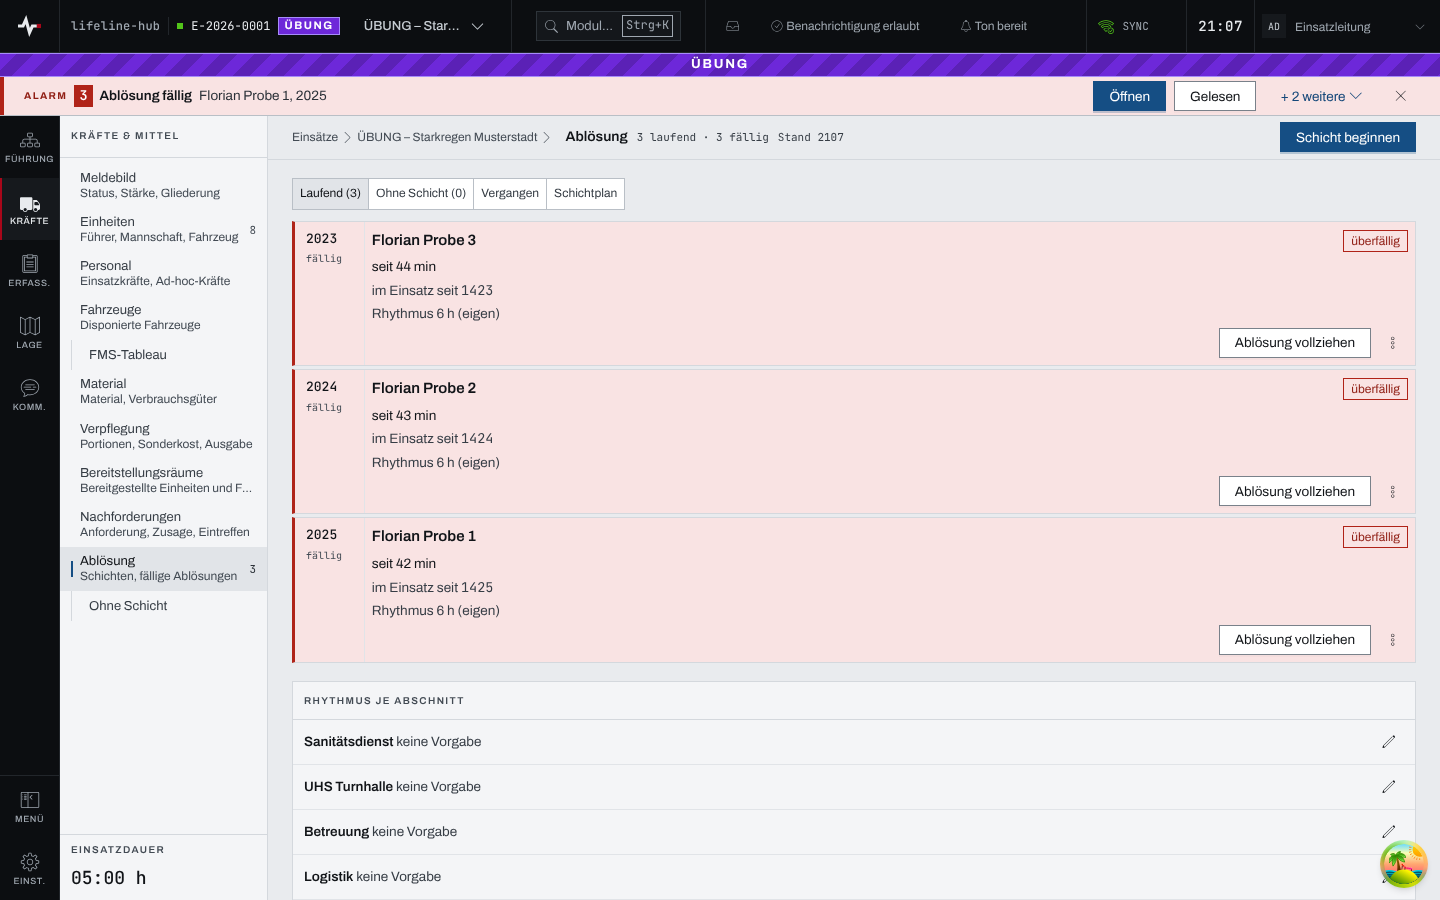 lifeline-hub E-2026-0001 ÜBUNG ÜBUNG – Star... Modul... Strg+K Benachrichtigung erlaubt Ton bereit SYNC 21:07 AD Einsatzleitung
ÜBUNG
ALARM 3 Ablösung fällig Florian Probe 1, 2025 Öffnen Gelesen + 2 weitere
FÜHRUNG
KRÄFTE
ERFASS.
LAGE
KOMM.
MENÜ
EINST.
KRÄFTE & MITTEL
Meldebild
Status, Stärke, Gliederung
Einheiten
Führer, Mannschaft, Fahrzeug 8
Personal
Einsatzkräfte, Ad-hoc-Kräfte
Fahrzeuge
Disponierte Fahrzeuge
FMS-Tableau
Material
Material, Verbrauchsgüter
Verpflegung
Portionen, Sonderkost, Ausgabe
Bereitstellungsräume
Bereitgestellte Einheiten und F...
Nachforderungen
Anforderung, Zusage, Eintreffen
Ablösung
Schichten, fällige Ablösungen 3
Ohne Schicht
EINSATZDAUER
05:00 h
Einsätze ÜBUNG – Starkregen Musterstadt Ablösung 3 laufend · 3 fällig Stand 2107 Schicht beginnen
Laufend (3) Ohne Schicht (0) Vergangen Schichtplan
2023 Florian Probe 3 überfällig
fällig seit 44 min
im Einsatz seit 1423
Rhythmus 6 h (eigen)
Ablösung vollziehen
2024 Florian Probe 2 überfällig
fällig seit 43 min
im Einsatz seit 1424
Rhythmus 6 h (eigen)
Ablösung vollziehen
2025 Florian Probe 1 überfällig
fällig seit 42 min
im Einsatz seit 1425
Rhythmus 6 h (eigen)
Ablösung vollziehen
RHYTHMUS JE ABSCHNITT
Sanitätsdienst keine Vorgabe
UHS Turnhalle keine Vorgabe
Betreuung keine Vorgabe
Logistik keine Vorgabe